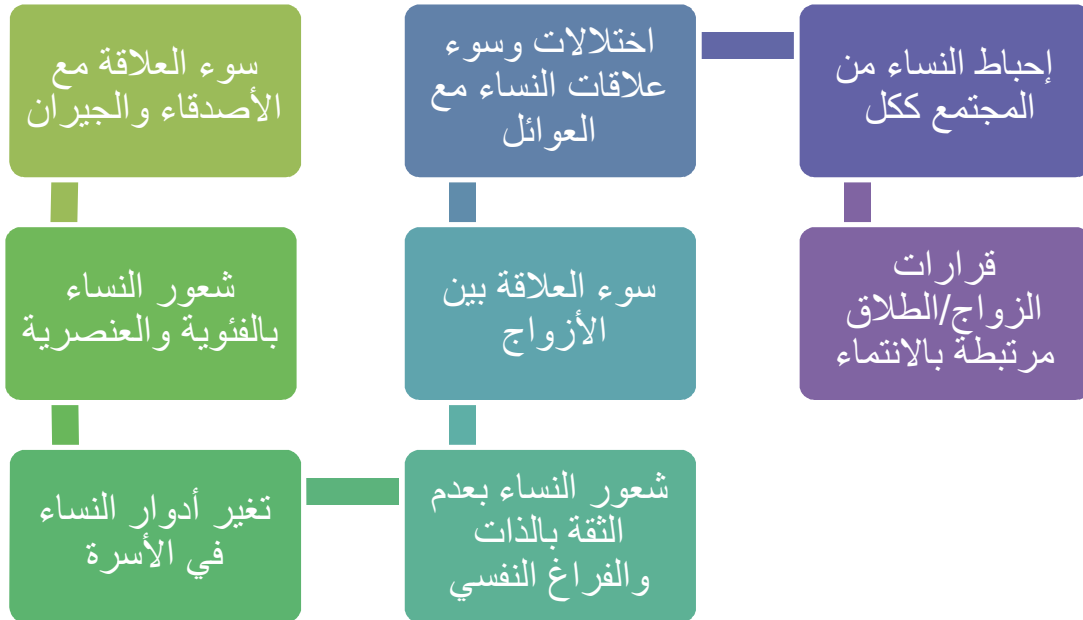 سوء العلاقة مع
الأصدقاء والجيران
شعور النساء
بالفئوية والعنصرية
تغير أدوار النساء
في الأسرة
شعور النساء بعدم
الثقة بالذات
والفراغ النفسي
سوء العلاقة بين
الأزواج
اختلالات وسوء
علاقات النساء مع
العوائل
إحباط النساء من
المجتمع ككل
قرارات
الزواج/الطلاق
مرتبطة بالانتماء